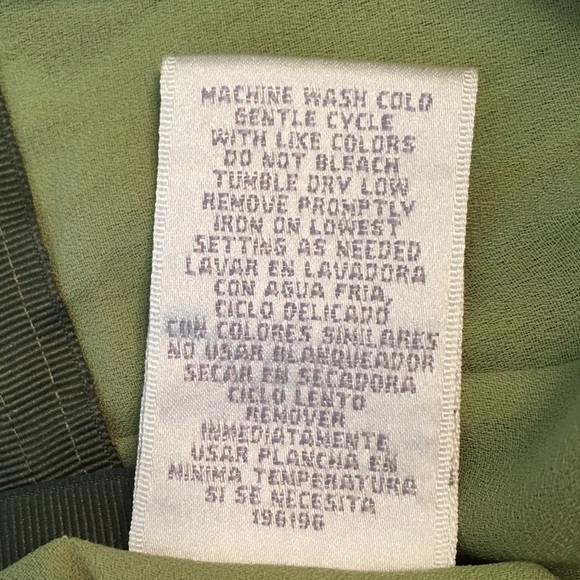 MACHINE WASH COLD
GENTLE CYCLE
WITH LIKE COLORS
DO NOT BLEACH
TUMBLE DRY LOW
REMOVE PROMPTLY
IRON ON LOWEST
SETTING AS NEEDED
LAVAR EN LAVADORA
CON AGUA FRIA,
CICLO DELICADO
CON COLORES SIMILARES
NO USAR BLANQUEADOR
SECAR EN SECADORA
CICLO LENTO
REMOVER
INMEDIATAMENTE
USAR PLANCHA EN
MINIMA TEMPERATURA
SI SE NECESITA
196196